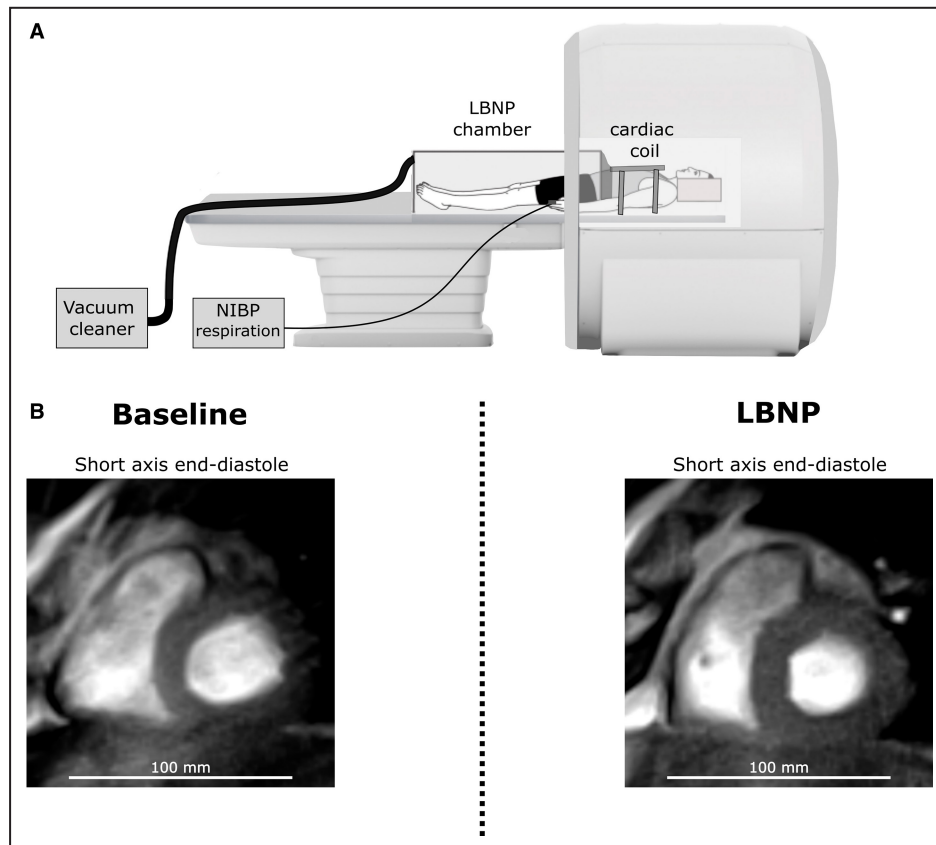 A
LBNP
chamber
cardiac
coil
Vacuum
cleaner
NIBP
respiration
B
Baseline
LBNP
Short axis end-diastole
Short axis end-diastole
100 mm
100 mm